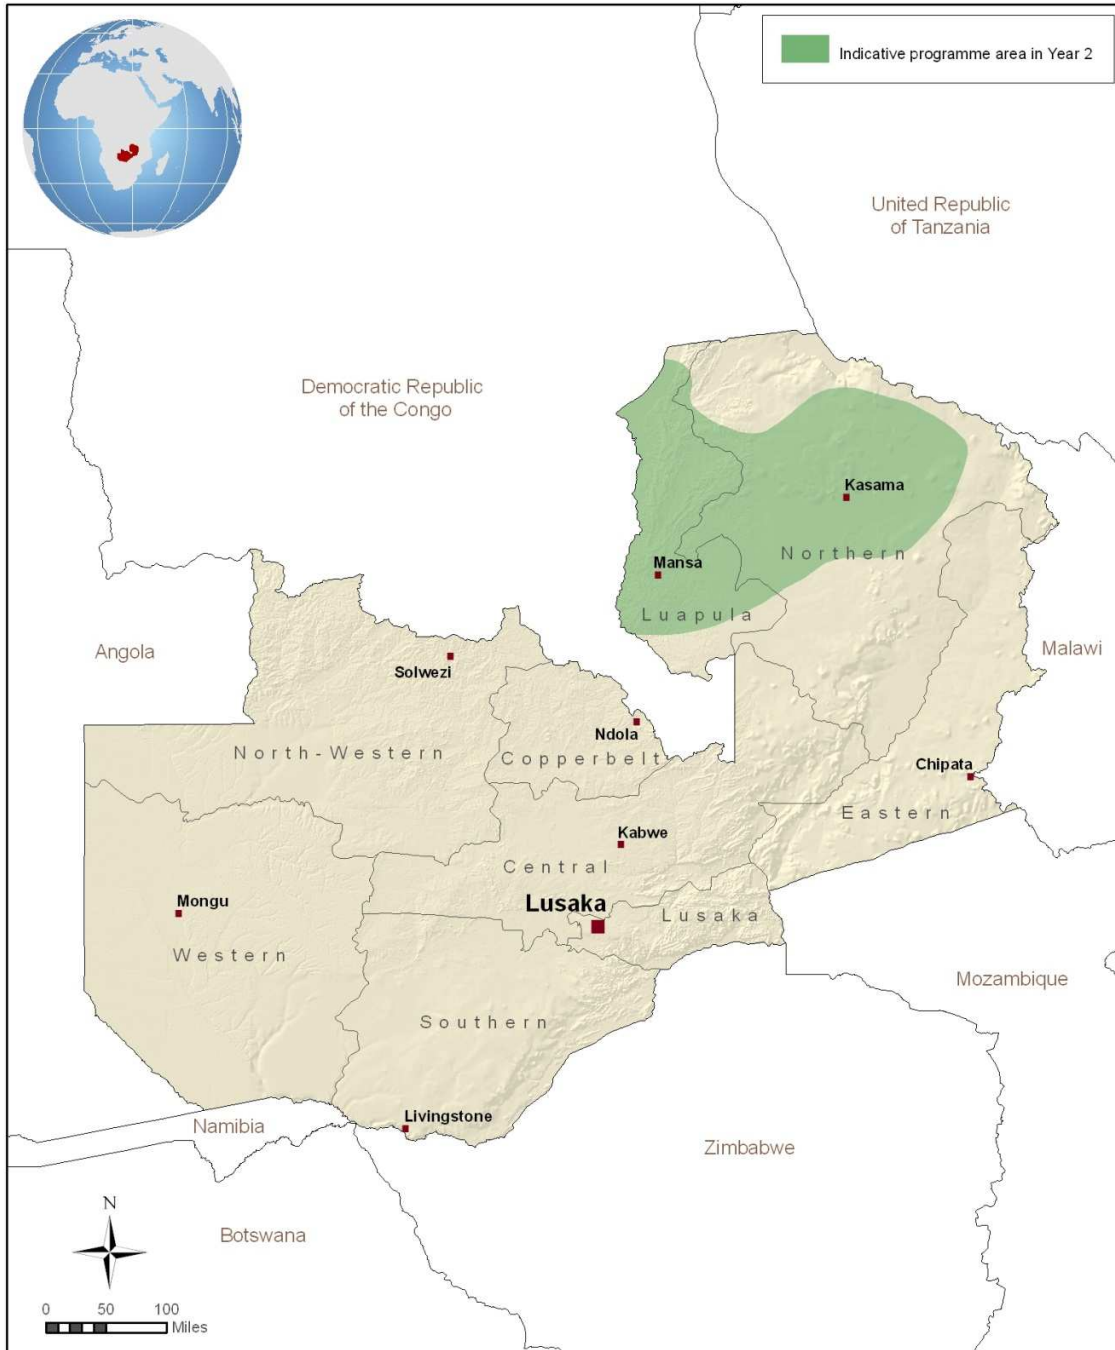 Indicative programme area in Year 2
United Republic
of Tanzania
Democratic Republic
of the Congo
Kasama
Northern
Mansa
Luapula
Angola
Malawi
Solwezi
Ndola
North-Western
Copperbelt
Chipata
Eastern
Kabwe
Central
Mongu
Lusaka
Lusaka
Western
Mozambique
Southern
Livingstone
Namibia
Zimbabwe
N
Botswana
0 50 100
Miles